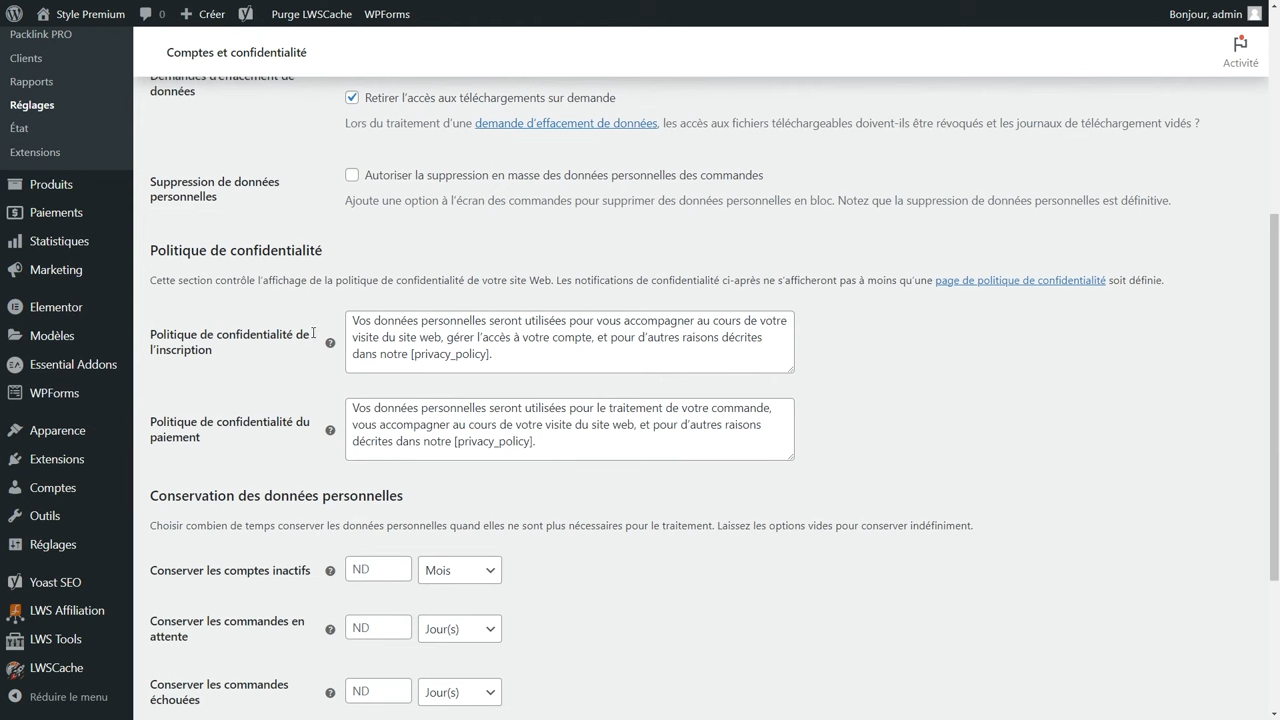 Style Premium 0 Créer Purge LWSCache WPForms Bonjour, admin
Packlink PRO
Clients
Rapports
Réglages
État
Extensions
Produits
Paiements
Statistiques
Marketing
Elementor
Modèles
Essential Addons
WPForms
Apparence
Extensions
Comptes
Outils
Réglages
Yoast SEO
LWS Affiliation
LWS Tools
LWSCache
Réduire le menu
Comptes et confidentialité
Activité
Demandes d'effacement de
données
Retirer l'accès aux téléchargements sur demande
Lors du traitement d'une demande d'effacement de données, les accès aux fichiers téléchargeables doivent-ils être révoqués et les journaux de téléchargement vidés ?
Suppression de données
personnelles
Autoriser la suppression en masse des données personnelles des commandes
Ajoute une option à l'écran des commandes pour supprimer des données personnelles en bloc. Notez que la suppression de données personnelles est définitive.
Politique de confidentialité
Cette section contrôle l'affichage de la politique de confidentialité de votre site Web. Les notifications de confidentialité ci-après ne s'afficheront pas à moins qu'une page de politique de confidentialité soit définie.
Politique de confidentialité de
l'inscription
?
Vos données personnelles seront utilisées pour vous accompagner au cours de votre
visite du site web, gérer l'accès à votre compte, et pour d'autres raisons décrites
dans notre [privacy_policy].
Politique de confidentialité du
paiement
?
Vos données personnelles seront utilisées pour le traitement de votre commande,
vous accompagner au cours de votre visite du site web, et pour d'autres raisons
décrites dans notre [privacy_policy].
Conservation des données personnelles
Choisir combien de temps conserver les données personnelles quand elles ne sont plus nécessaires pour le traitement. Laissez les options vides pour conserver indéfiniment.
Conserver les comptes inactifs ? ND Mois
Conserver les commandes en
attente
? ND Jour(s)
Conserver les commandes
échouées
? ND Jour(s)